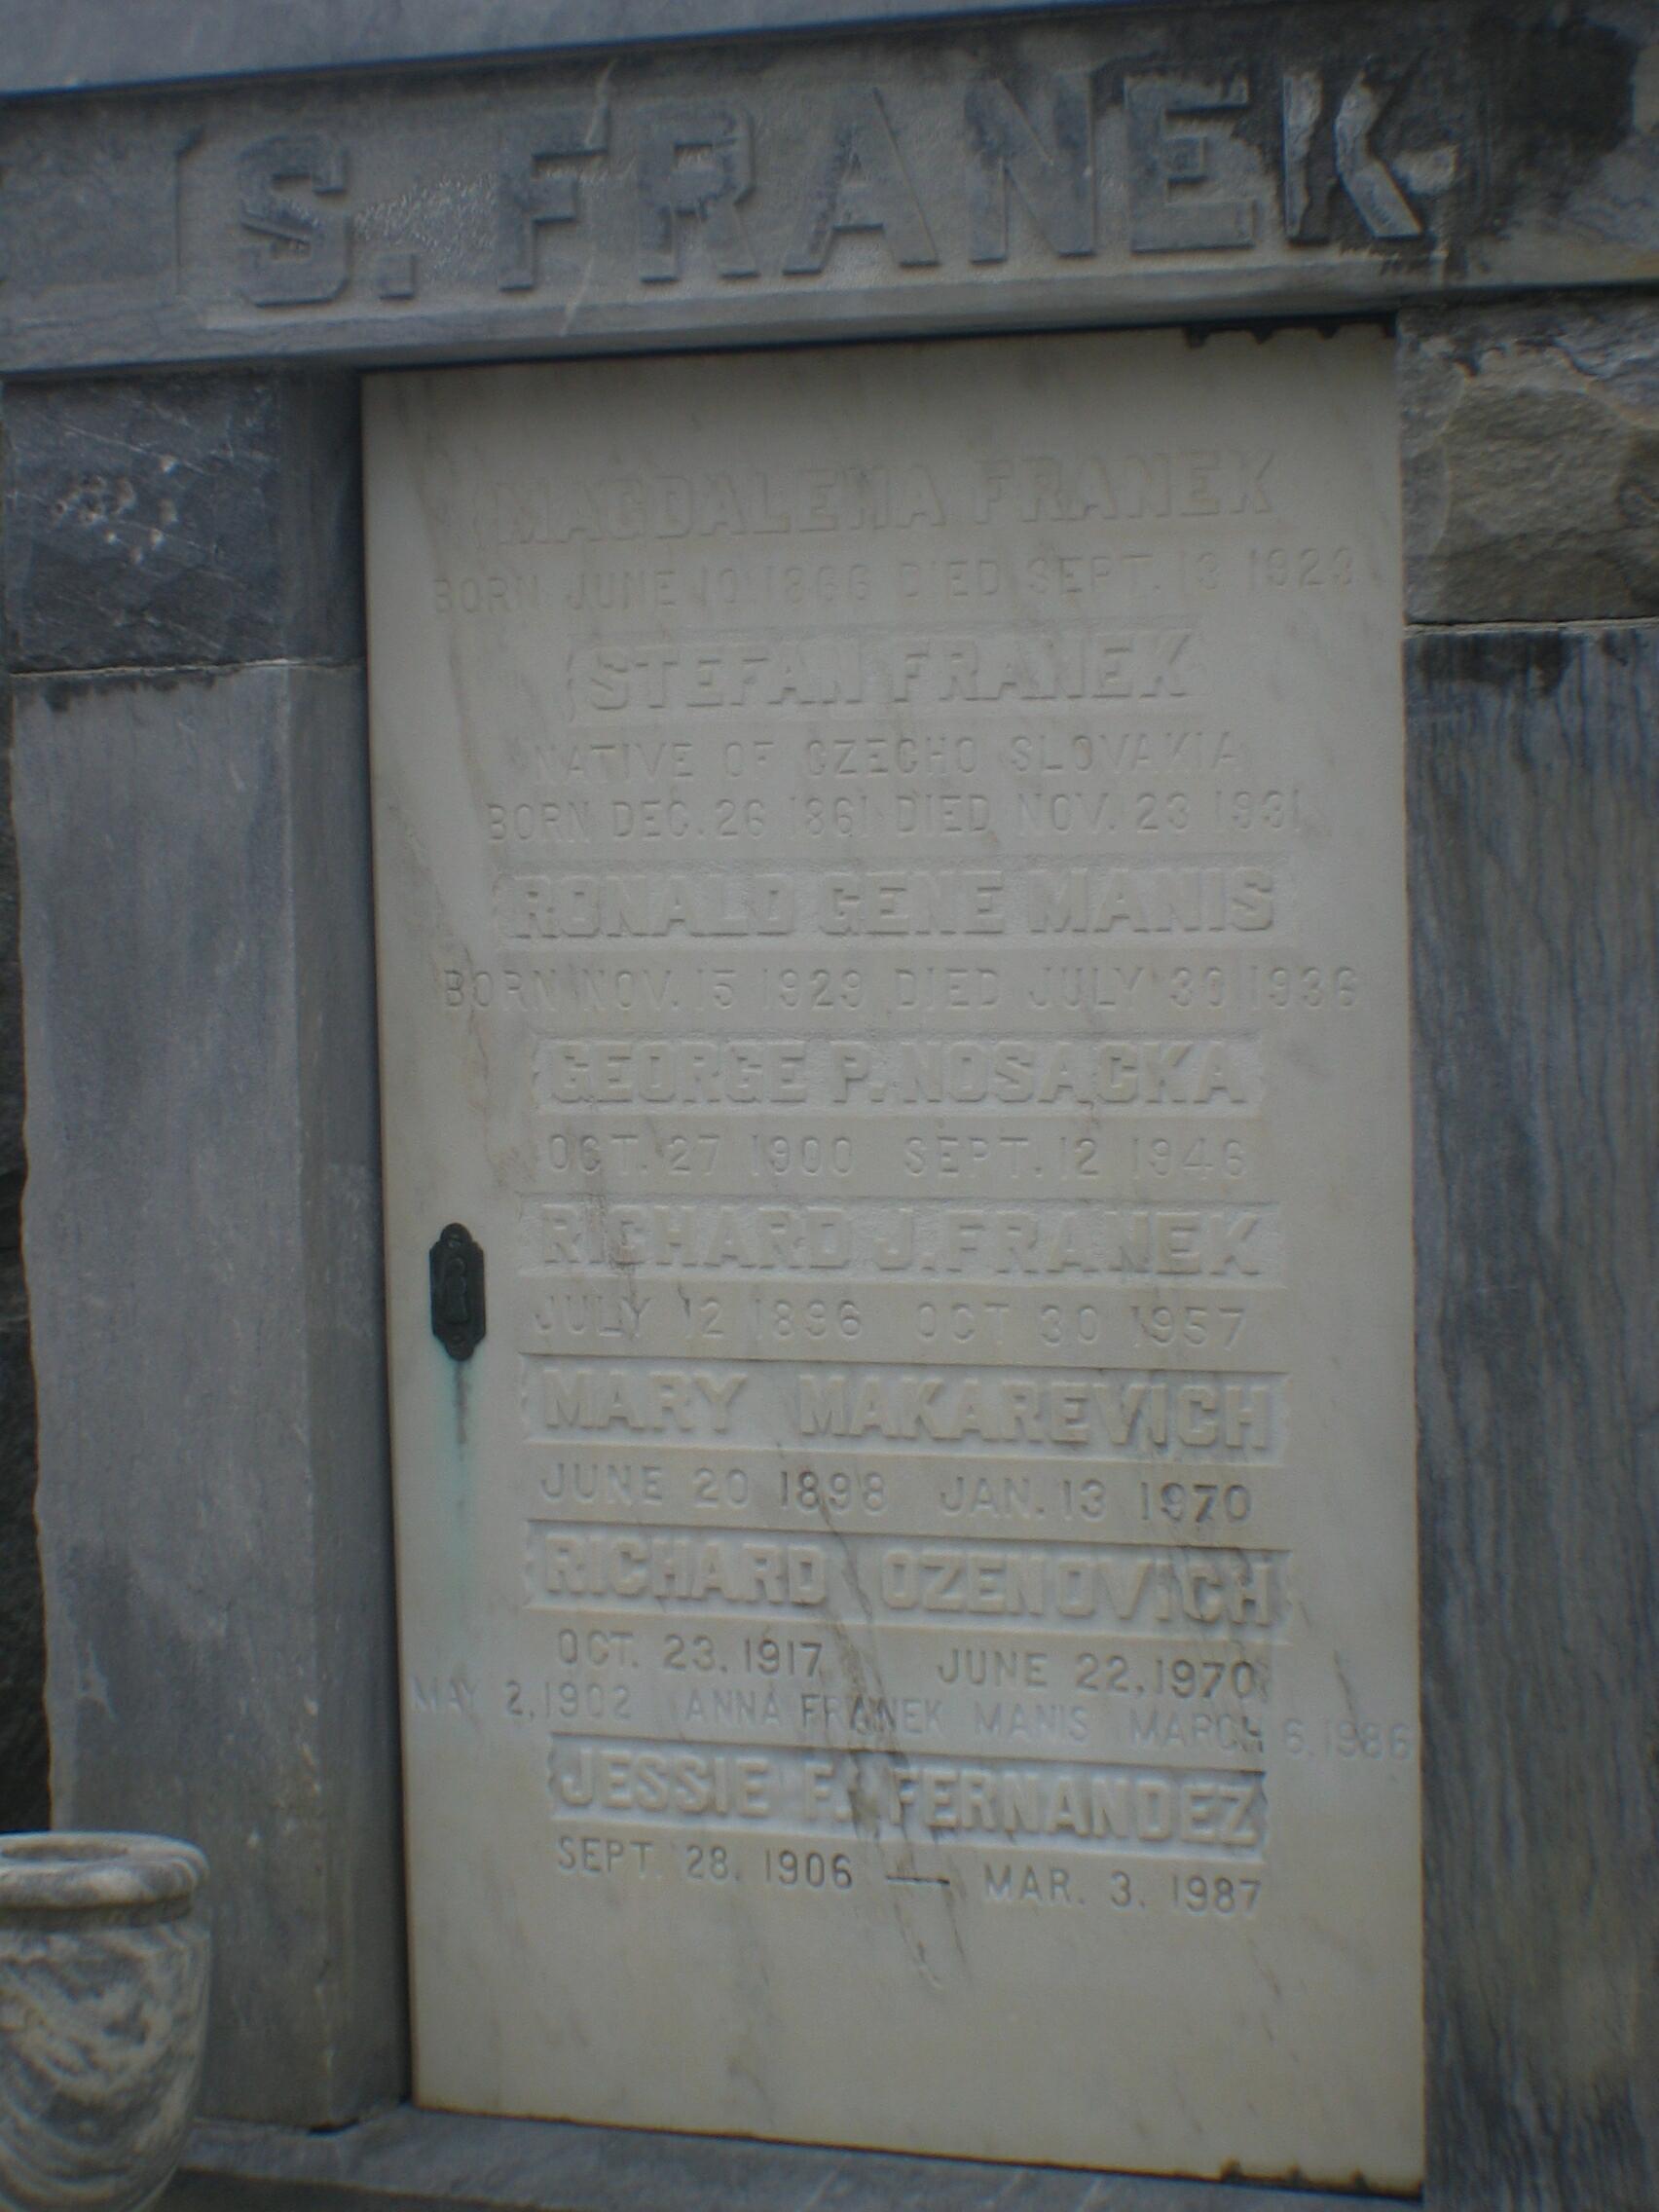 S. FRANEK
MAGDALENA FRANEK
BORN JUNE 10 1866 DIED SEPT. 13 1923
STEFAN FRANEK
NATIVE OF CZECHO SLOVAKIA
BORN DEC. 26 1861 DIED NOV. 23 1931
RONALD GENE MANIS
BORN NOV. 15 1929 DIED JULY 30 1936
GEORGE P. NOSACKA
OCT. 27 1900 SEPT. 12 1946
RICHARD J. FRANEK
JULY 12 1896 OCT 30 1957
MARY MAKAREVICH
JUNE 20 1898 JAN. 13 1970
RICHARD OZENOVICH
OCT. 23. 1917 JUNE 22, 1970
MAY 2, 1902 ANNA FRANEK MANIS MARCH 6, 1986
JESSIE F. FERNANDEZ
SEPT. 28. 1906 — MAR. 3. 1987